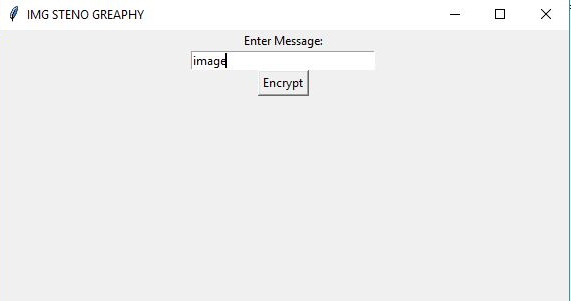 IMG STENO GREAPHY
Enter Message:
image
Encrypt